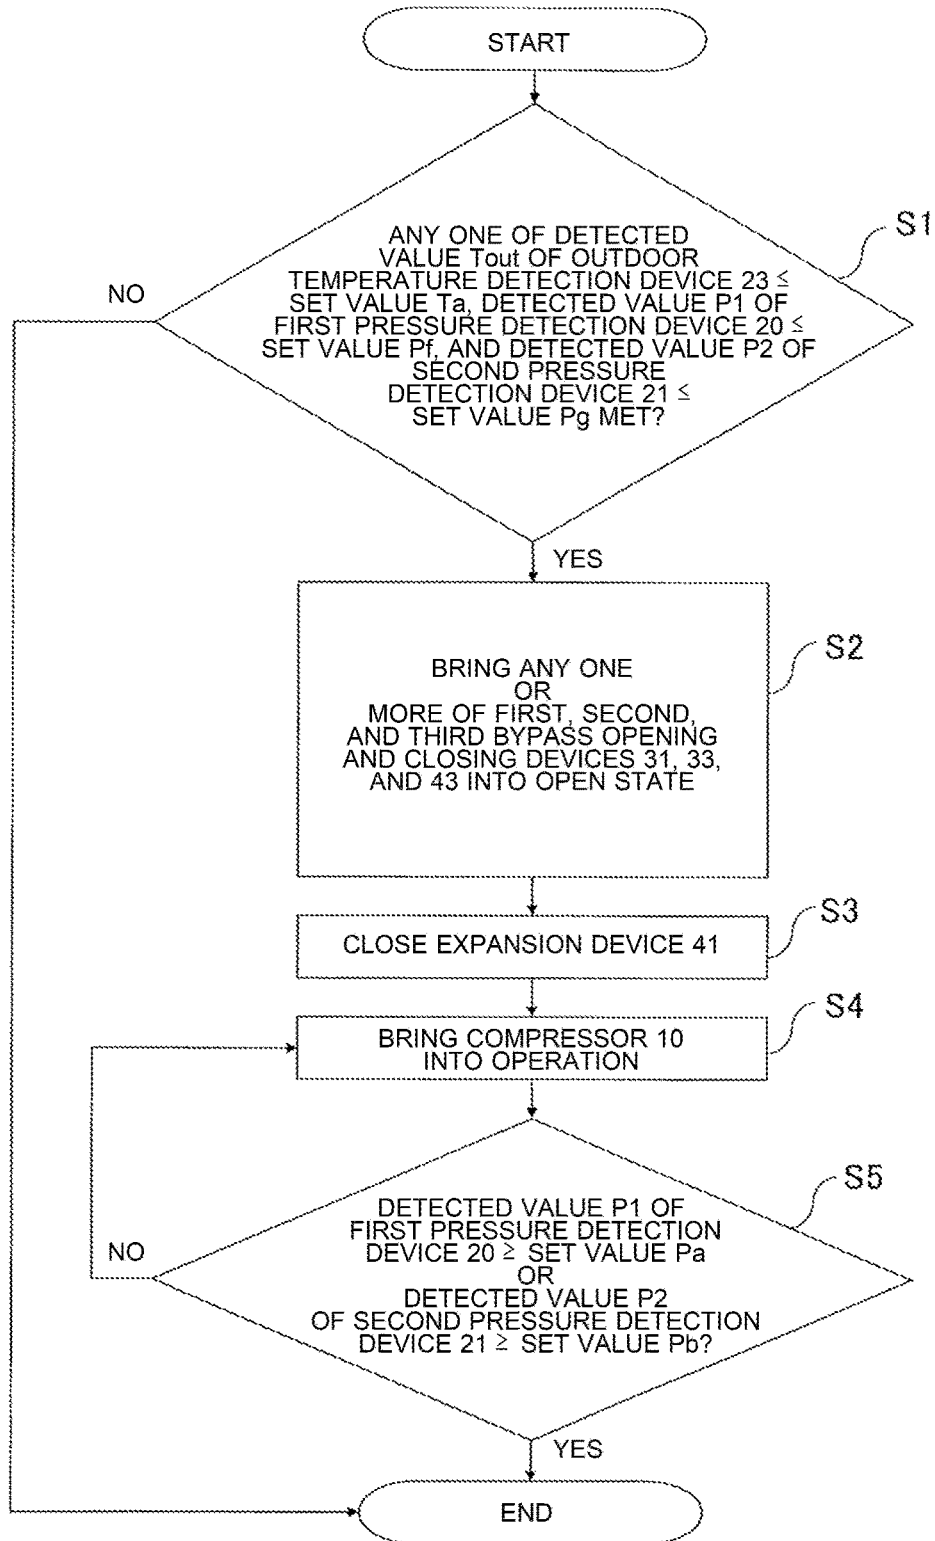 START
S1
ANY ONE OF DETECTED
VALUE Tout OF OUTDOOR
TEMPERATURE DETECTION DEVICE 23 ≤
SET VALUE Ta, DETECTED VALUE P1 OF
FIRST PRESSURE DETECTION DEVICE 20 ≤
SET VALUE Pf, AND DETECTED VALUE P2 OF
SECOND PRESSURE
DETECTION DEVICE 21 ≤
SET VALUE Pg MET?
NO
YES
S2
BRING ANY ONE
OR
MORE OF FIRST, SECOND,
AND THIRD BYPASS OPENING
AND CLOSING DEVICES 31, 33,
AND 43 INTO OPEN STATE
S3
CLOSE EXPANSION DEVICE 41
S4
BRING COMPRESSOR 10
INTO OPERATION
S5
DETECTED VALUE P1 OF
FIRST PRESSURE DETECTION
DEVICE 20 ≥ SET VALUE Pa
OR
DETECTED VALUE P2
OF SECOND PRESSURE DETECTION
DEVICE 21 ≥ SET VALUE Pb?
NO
YES
END